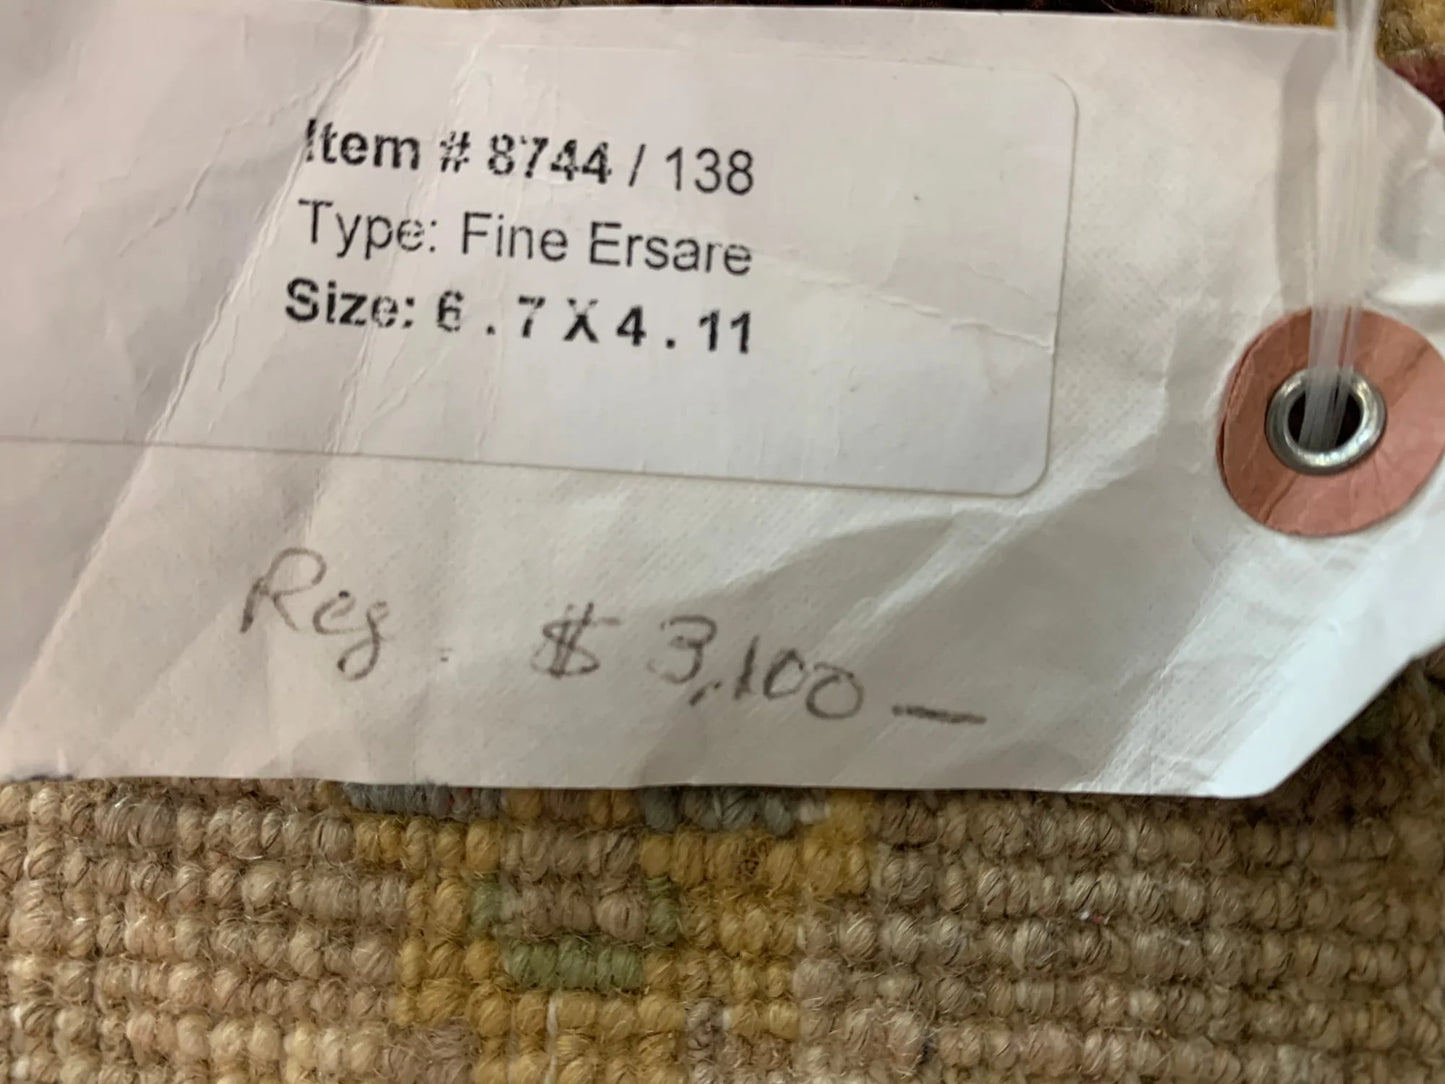 Item # 8744 / 138
Type: Fine Ersare
Size: 6 . 7 X 4 . 11
Reg. $ 3,100 —